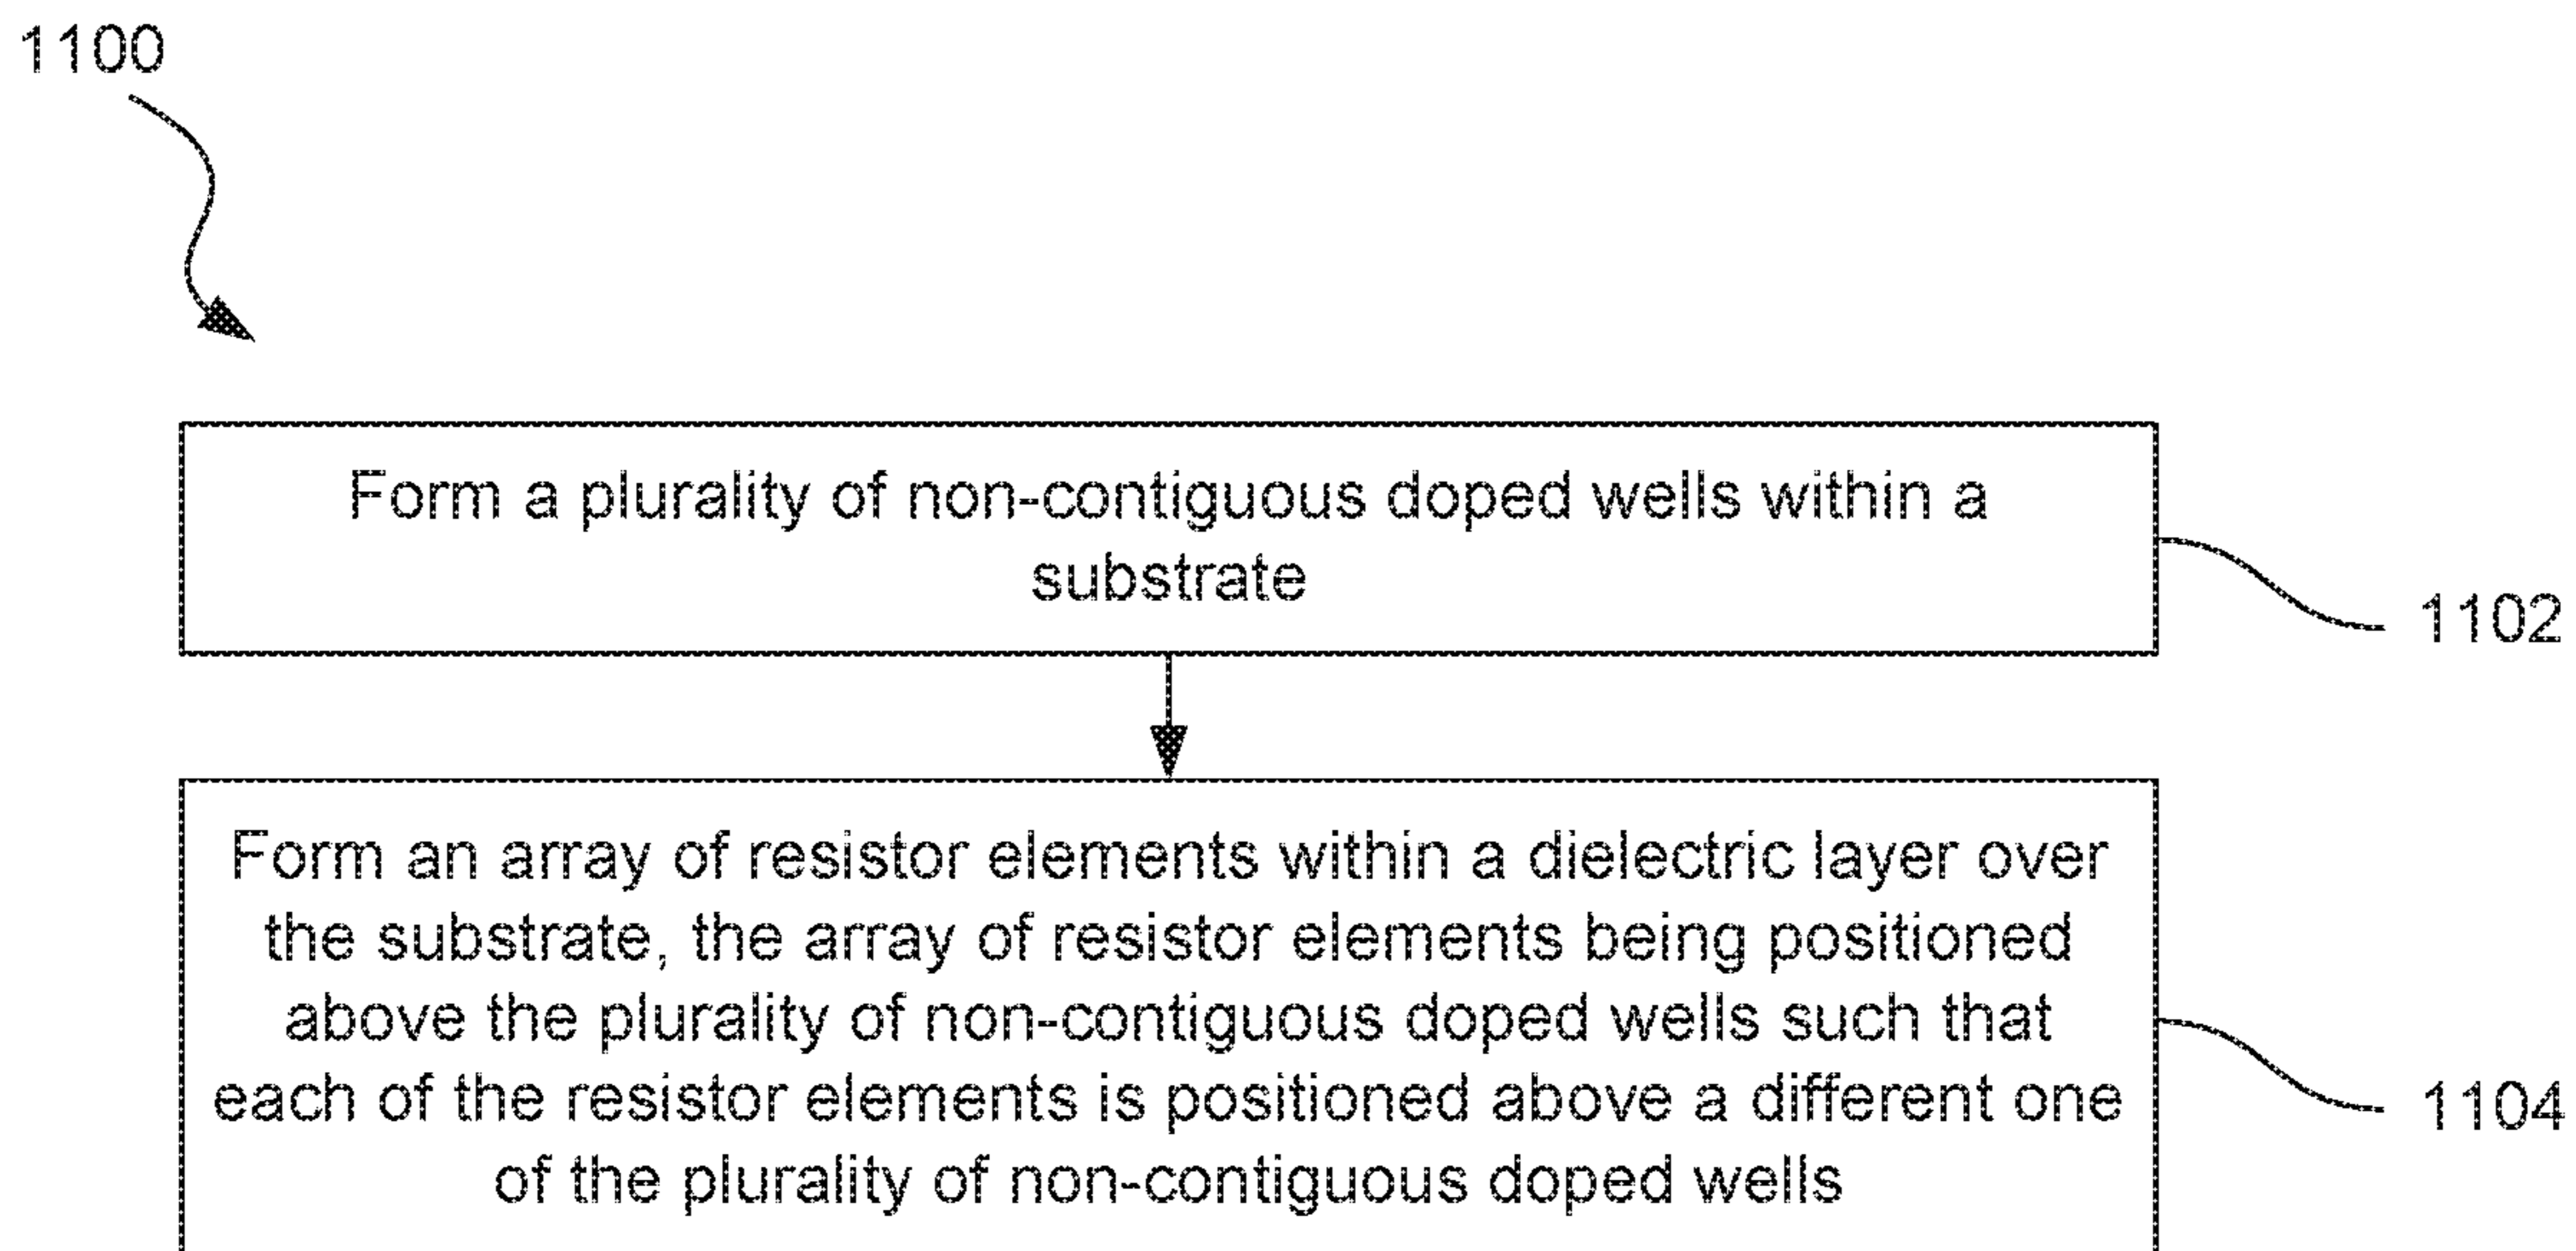 1100
Form a plurality of non-contiguous doped wells within a
substrate
1102
Form an array of resistor elements within a dielectric layer over
the substrate, the array of resistor elements being positioned
above the plurality of non-contiguous doped wells such that
each of the resistor elements is positioned above a different one
of the plurality of non-contiguous doped wells
1104